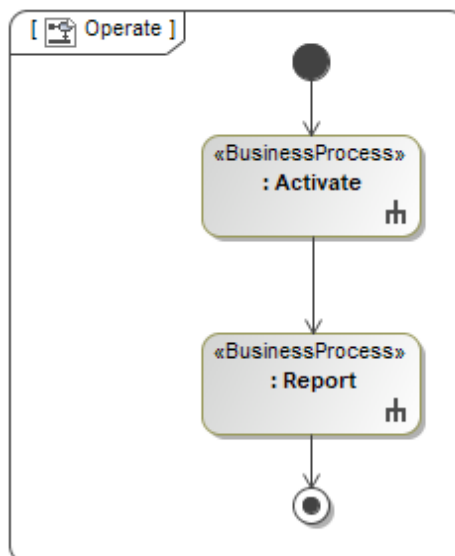 [ Operate ]
«BusinessProcess»
: Activate
«BusinessProcess»
: Report